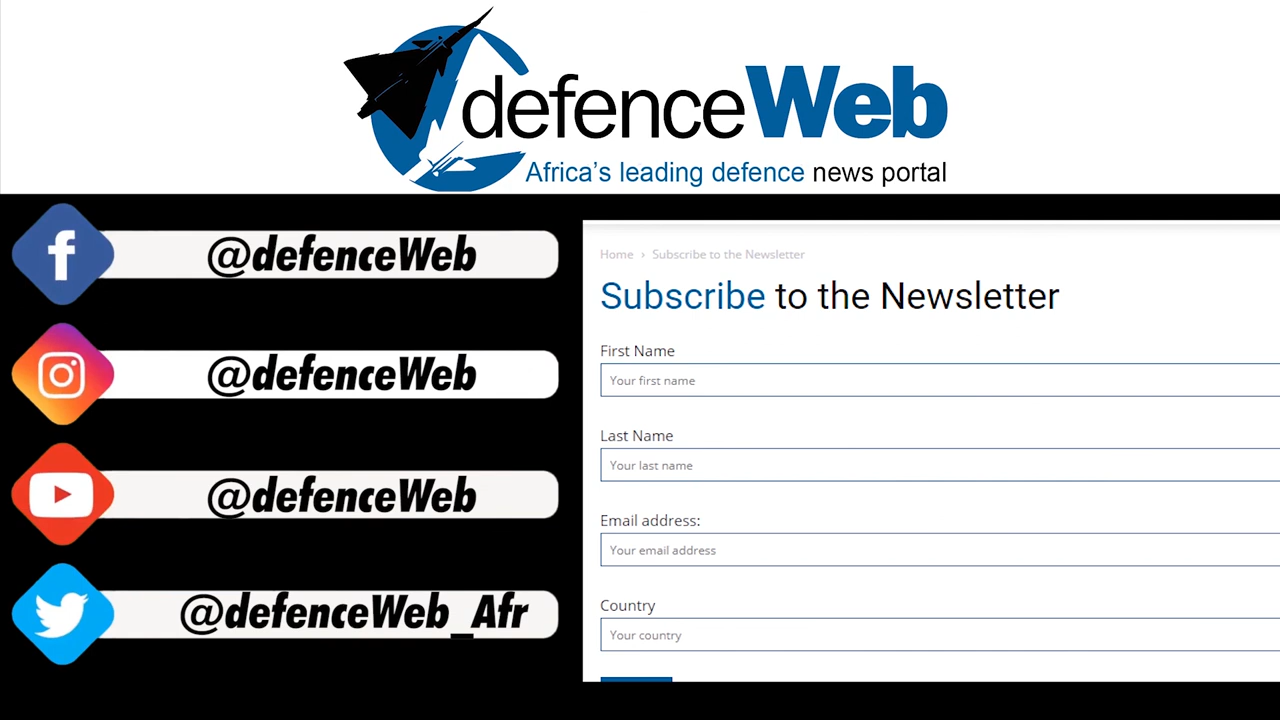 defenceWeb
Africa's leading defence news portal
@defenceWeb
@defenceWeb
@defenceWeb
@defenceWeb_Afr
Home › Subscribe to the Newsletter
Subscribe to the Newsletter
First Name
Your first name
Last Name
Your last name
Email address:
Your email address
Country
Your country